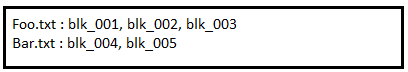 Foo.txt : blk_001, blk_002, blk_003
Bar.txt : blk_004, blk_005